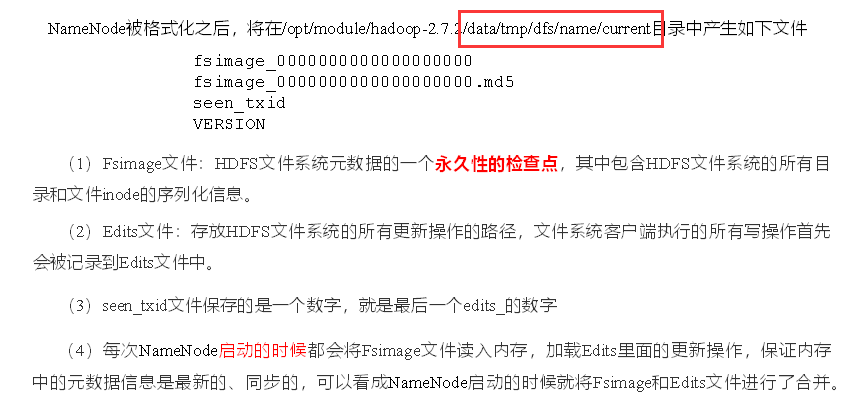 NameNode被格式化之后，将在/opt/module/hadoop-2.7.2/data/tmp/dfs/name/current目录中产生如下文件
fsimage_0000000000000000000
fsimage_0000000000000000000.md5
seen_txid
VERSION
（1）Fsimage文件：HDFS文件系统元数据的一个永久性的检查点，其中包含HDFS文件系统的所有目
录和文件inode的序列化信息。
（2）Edits文件：存放HDFS文件系统的所有更新操作的路径，文件系统客户端执行的所有写操作首先
会被记录到Edits文件中。
（3）seen_txid文件保存的是一个数字，就是最后一个edits_的数字
（4）每次NameNode启动的时候都会将Fsimage文件读入内存，加载Edits里面的更新操作，保证内存
中的元数据信息是最新的、同步的，可以看成NameNode启动的时候就将Fsimage和Edits文件进行了合并。